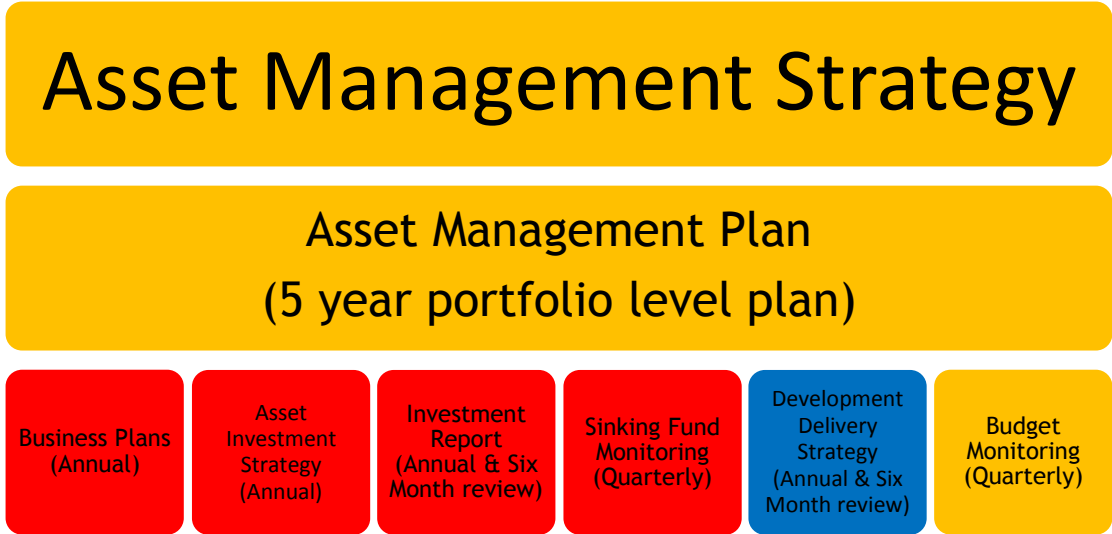 Asset Management Strategy
Asset Management Plan
(5 year portfolio level plan)
Business Plans
(Annual)
Asset
Investment
Strategy
(Annual)
Investment
Report
(Annual & Six
Month review)
Sinking Fund
Monitoring
(Quarterly)
Development
Delivery
Strategy
(Annual & Six
Month review)
Budget
Monitoring
(Quarterly)